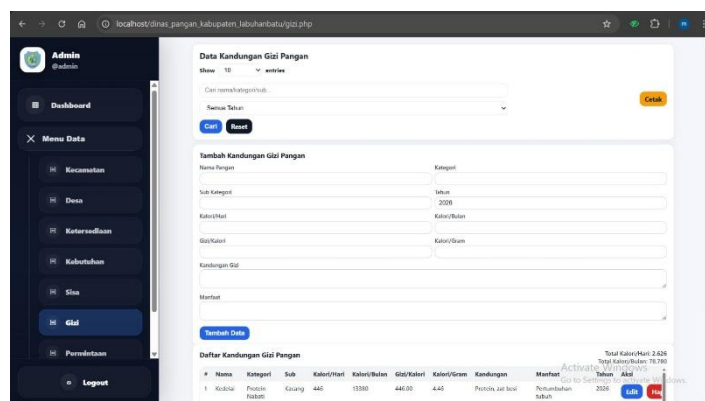 localhost/dinas_pangan_kabupaten_labuhanbatu/gizi.php
Admin
@admin
Dashboard
Menu Data
Kecamatan
Desa
Ketersediaan
Kebutuhan
Sisa
Gizi
Permintaan
Logout
Data Kandungan Gizi Pangan
Show 10 entries
Cari nama/kategori/sub...
Semua Tahun
Cari Reset
Cetak
Tambah Kandungan Gizi Pangan
Nama Pangan Kategori
Sub Kategori Tahun
2026
Kalori/Hari Kalori/Bulan
Gizi/Kalori Kalori/Gram
Kandungan Gizi
Manfaat
Tambah Data
Daftar Kandungan Gizi Pangan
Total Kalori/Hari: 2.626
Total Kalori/Bulan: 78.780
# Nama Kategori Sub Kalori/Hari Kalori/Bulan Gizi/Kalori Kalori/Gram Kandungan Manfaat Tahun Aksi
1 Kedelai Protein Nabati Kacang 446 13380 446.00 4.46 Protein, zat besi Pertumbuhan tubuh 2026 Edit Ha
Activate Windows
Go to Settings to activate Windows.